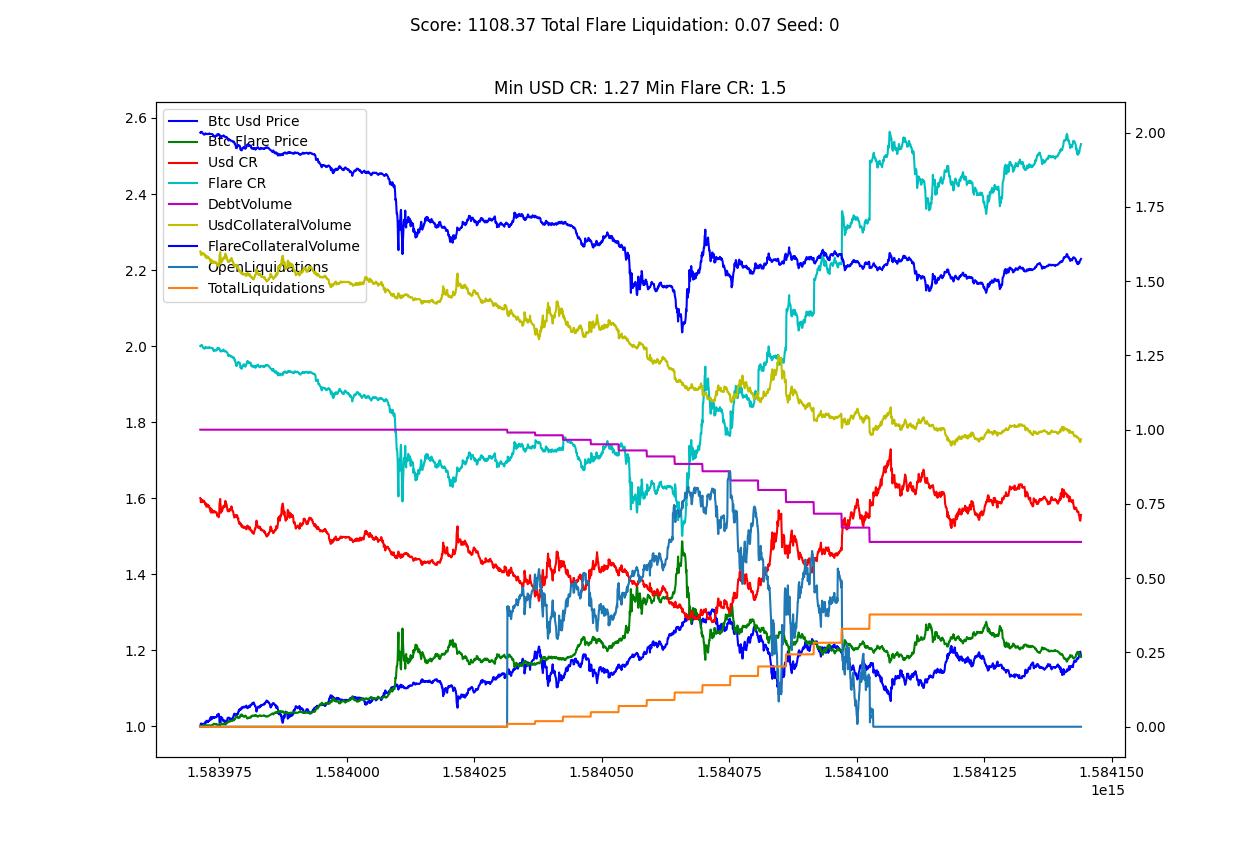 Score: 1108.37 Total Flare Liquidation: 0.07 Seed: 0
Min USD CR: 1.27 Min Flare CR: 1.5
Btc Usd Price
Btc Flare Price
Usd CR
Flare CR
DebtVolume
UsdCollateralVolume
FlareCollateralVolume
OpenLiquidations
TotalLiquidations
2.6
2.4
2.2
2.0
1.8
1.6
1.4
1.2
1.0
2.00
1.75
1.50
1.25
1.00
0.75
0.50
0.25
0.00
1.583975 1.584000 1.584025 1.584050 1.584075 1.584100 1.584125 1.584150
1e15